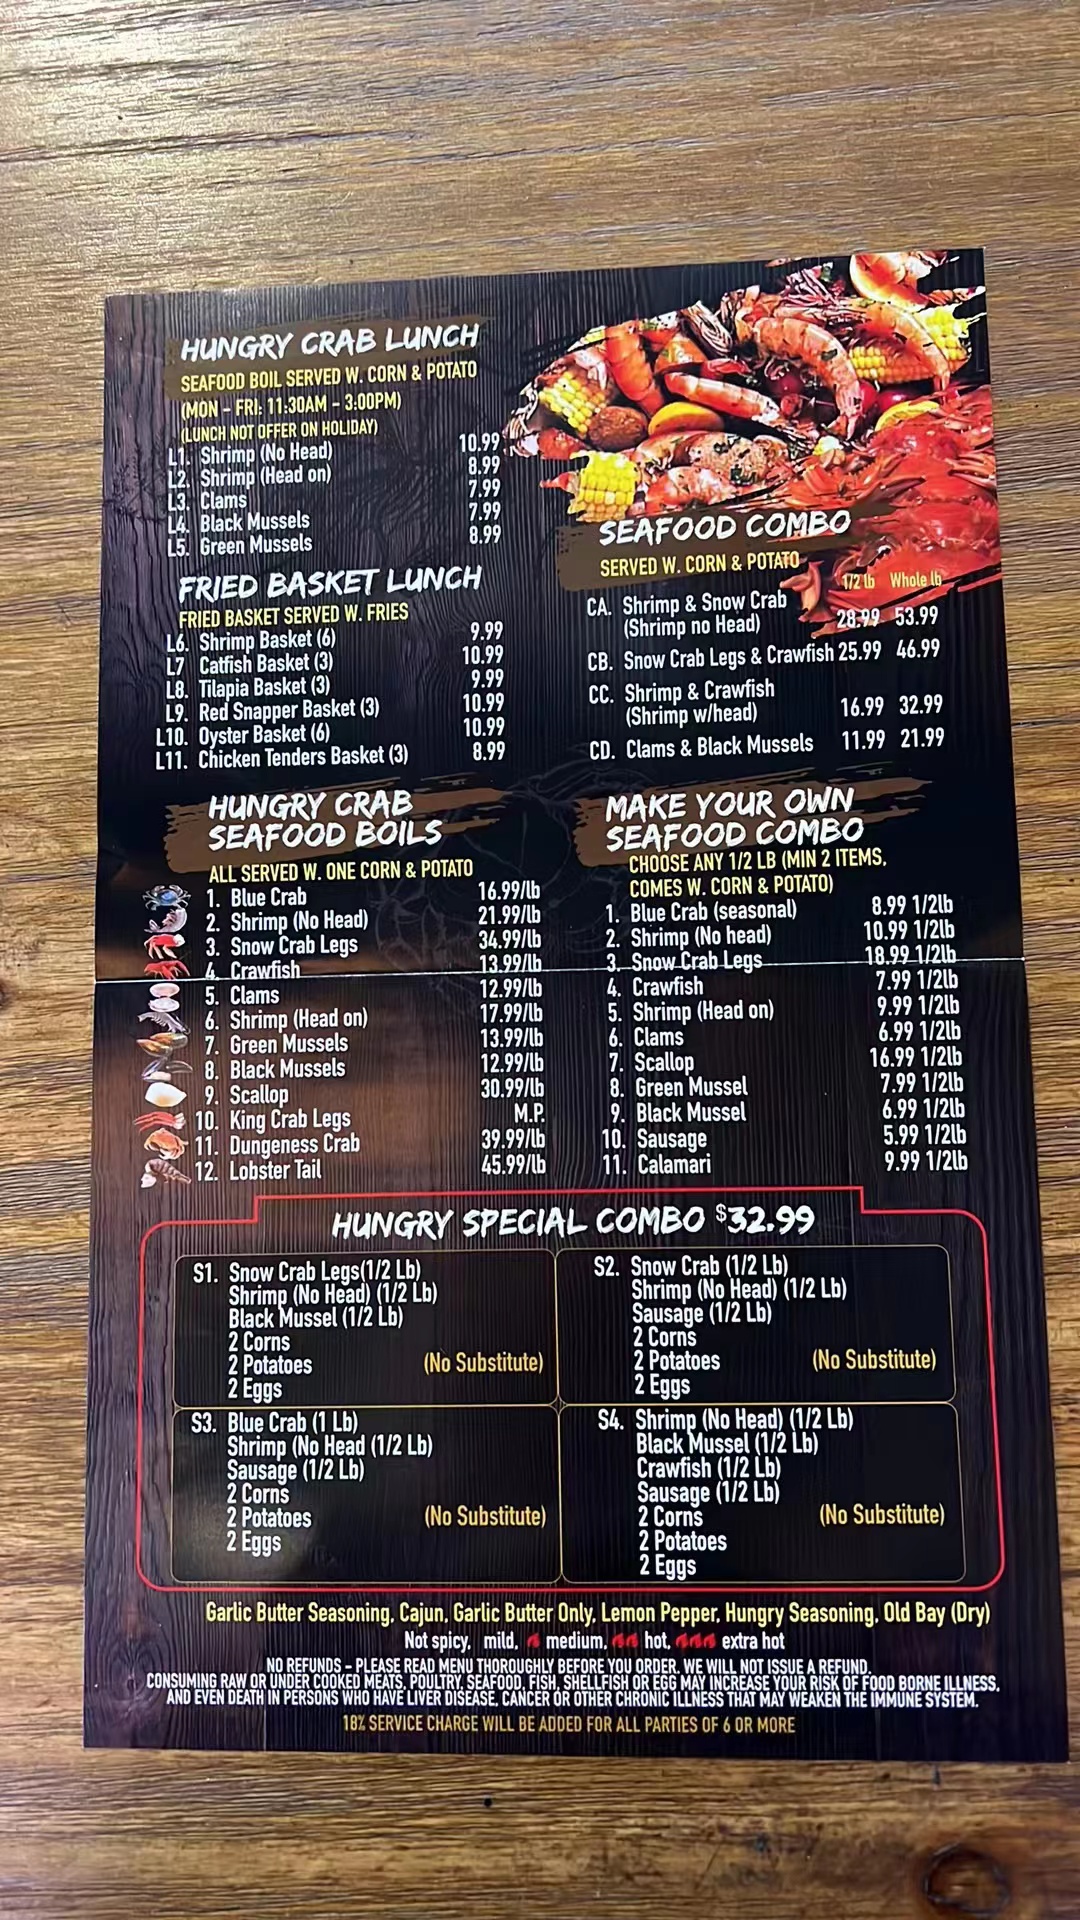 HUNGRY CRAB LUNCH
SEAFOOD BOIL SERVED W. CORN & POTATO
(MON - FRI: 11:30AM - 3:00PM)
(LUNCH NOT OFFER ON HOLIDAY)
L1. Shrimp (No Head) 10.99
L2. Shrimp (Head on) 8.99
L3. Clams 7.99
L4. Black Mussels 7.99
L5. Green Mussels 8.99
FRIED BASKET LUNCH
FRIED BASKET SERVED W. FRIES
L6. Shrimp Basket (6) 9.99
L7 Catfish Basket (3) 10.99
L8. Tilapia Basket (3) 9.99
L9. Red Snapper Basket (3) 10.99
L10. Oyster Basket (6) 10.99
L11. Chicken Tenders Basket (3) 8.99
SEAFOOD COMBO
SERVED W. CORN & POTATO
1/2 lb Whole lb
CA. Shrimp & Snow Crab
(Shrimp no Head) 28.99 53.99
CB. Snow Crab Legs & Crawfish 25.99 46.99
CC. Shrimp & Crawfish
(Shrimp w/head) 16.99 32.99
CD. Clams & Black Mussels 11.99 21.99
HUNGRY CRAB
SEAFOOD BOILS
ALL SERVED W. ONE CORN & POTATO
1. Blue Crab 16.99/lb
2. Shrimp (No Head) 21.99/lb
3. Snow Crab Legs 34.99/lb
4. Crawfish 13.99/lb
5. Clams 12.99/lb
6. Shrimp (Head on) 17.99/lb
7. Green Mussels 13.99/lb
8. Black Mussels 12.99/lb
9. Scallop 30.99/lb
10. King Crab Legs M.P.
11. Dungeness Crab 39.99/lb
12. Lobster Tail 45.99/lb
MAKE YOUR OWN
SEAFOOD COMBO
CHOOSE ANY 1/2 LB (MIN 2 ITEMS,
COMES W. CORN & POTATO)
1. Blue Crab (seasonal) 8.99 1/2lb
2. Shrimp (No head) 10.99 1/2lb
3. Snow Crab Legs 18.99 1/2lb
4. Crawfish 7.99 1/2lb
5. Shrimp (Head on) 9.99 1/2lb
6. Clams 6.99 1/2lb
7. Scallop 16.99 1/2lb
8. Green Mussel 7.99 1/2lb
9. Black Mussel 6.99 1/2lb
10. Sausage 5.99 1/2lb
11. Calamari 9.99 1/2lb
HUNGRY SPECIAL COMBO $32.99
S1. Snow Crab Legs(1/2 Lb)
Shrimp (No Head) (1/2 Lb)
Black Mussel (1/2 Lb)
2 Corns
2 Potatoes (No Substitute)
2 Eggs
S2. Snow Crab (1/2 Lb)
Shrimp (No Head) (1/2 Lb)
Sausage (1/2 Lb)
2 Corns
2 Potatoes (No Substitute)
2 Eggs
S3. Blue Crab (1 Lb)
Shrimp (No Head (1/2 Lb)
Sausage (1/2 Lb)
2 Corns
2 Potatoes (No Substitute)
2 Eggs
S4. Shrimp (No Head) (1/2 Lb)
Black Mussel (1/2 Lb)
Crawfish (1/2 Lb)
Sausage (1/2 Lb)
2 Corns (No Substitute)
2 Potatoes
2 Eggs
Garlic Butter Seasoning, Cajun, Garlic Butter Only, Lemon Pepper, Hungry Seasoning, Old Bay (Dry)
Not spicy, mild, medium, hot, extra hot
NO REFUNDS - PLEASE READ MENU THOROUGHLY BEFORE YOU ORDER. WE WILL NOT ISSUE A REFUND.
CONSUMING RAW OR UNDER COOKED MEATS, POULTRY, SEAFOOD, FISH, SHELLFISH OR EGG MAY INCREASE YOUR RISK OF FOOD BORNE ILLNESS,
AND EVEN DEATH IN PERSONS WHO HAVE LIVER DISEASE, CANCER OR OTHER CHRONIC ILLNESS THAT MAY WEAKEN THE IMMUNE SYSTEM.
18% SERVICE CHARGE WILL BE ADDED FOR ALL PARTIES OF 6 OR MORE